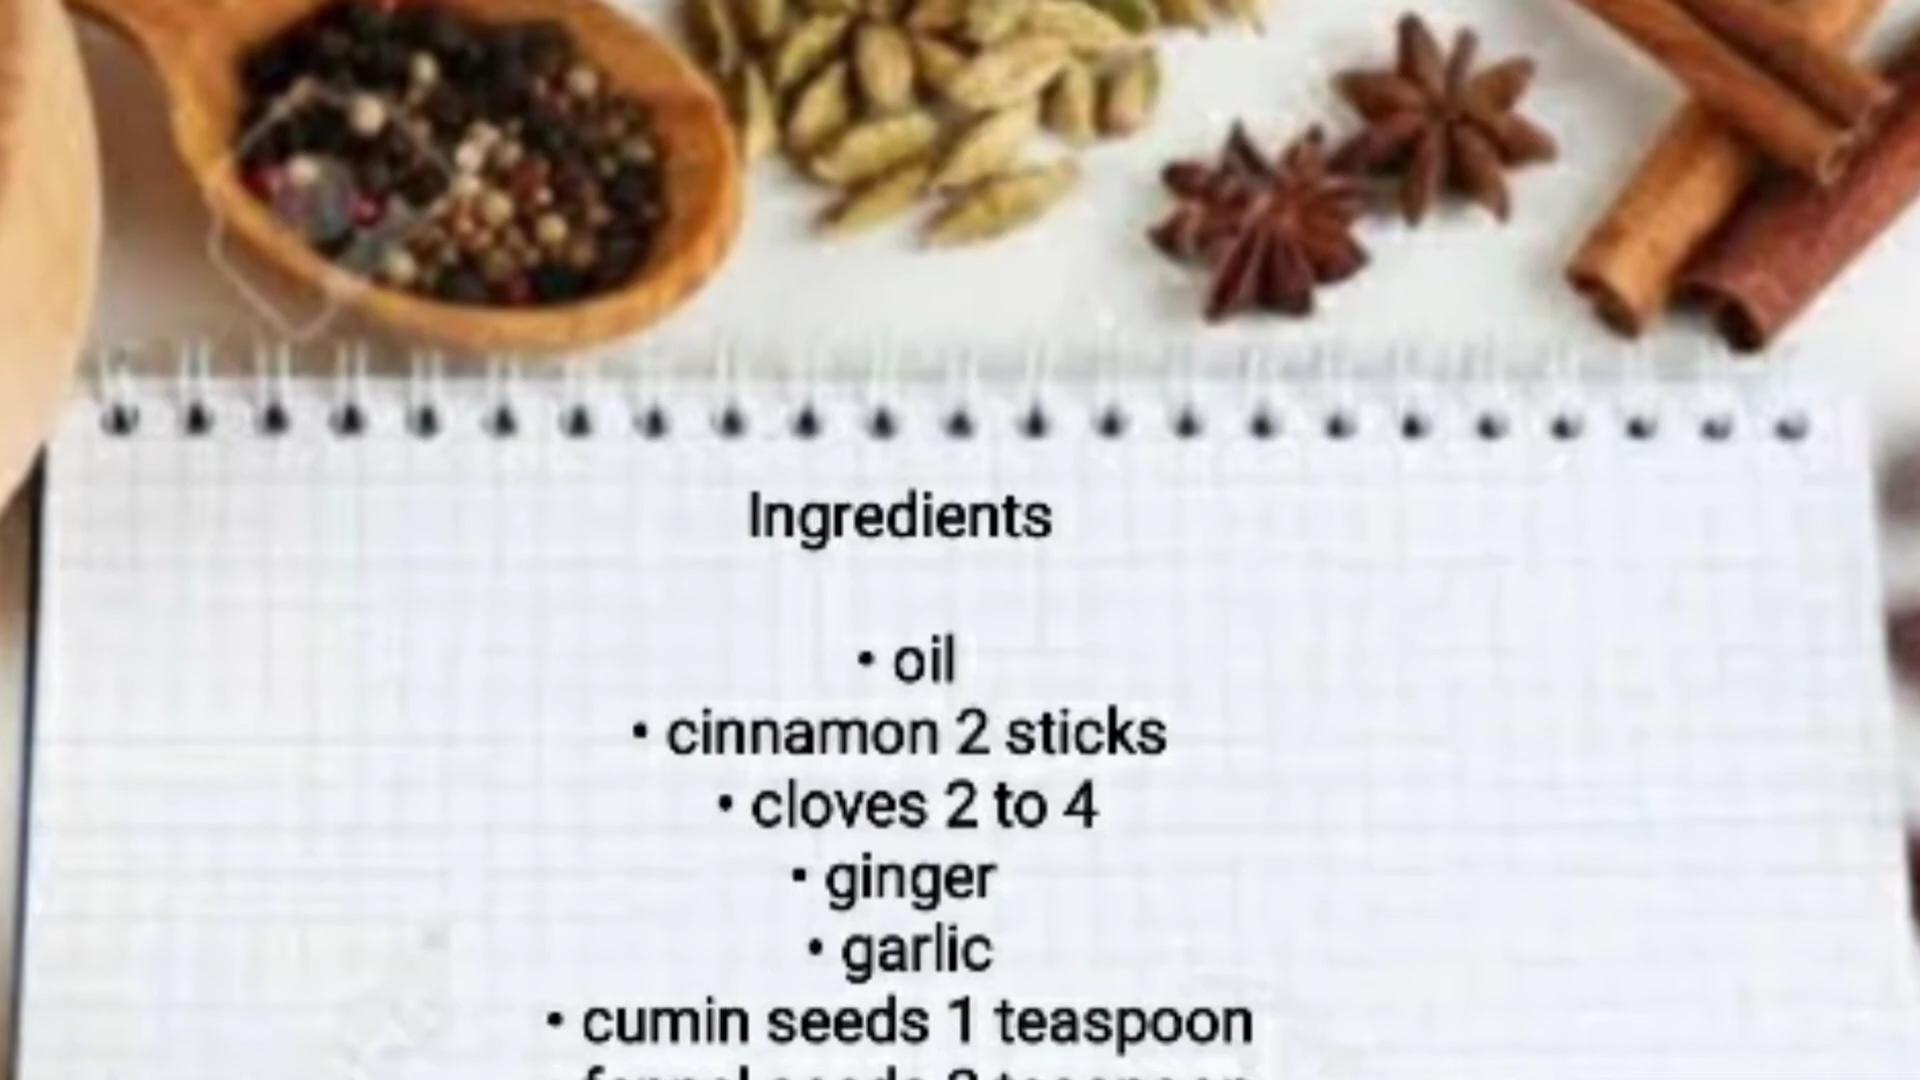 Ingredients
• oil
• cinnamon 2 sticks
• cloves 2 to 4
• ginger
• garlic
• cumin seeds 1 teaspoon